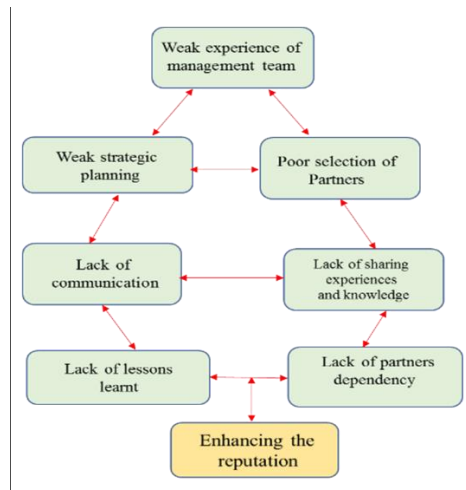 Weak experience of
management team
Weak strategic
planning
Poor selection of
Partners
Lack of
communication
Lack of sharing
experiences
and knowledge
Lack of lessons
learnt
Lack of partners
dependency
Enhancing the
reputation